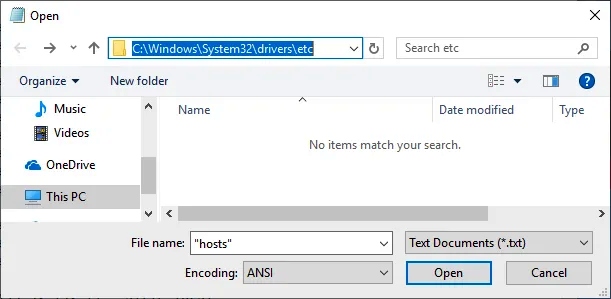 Open
C:\Windows\System32\drivers\etc
Search etc
Organize
New folder
Music
Videos
OneDrive
This PC
Name
Date modified
Type
No items match your search.
File name:
"hosts"
Text Documents (*.txt)
Encoding:
ANSI
Open
Cancel